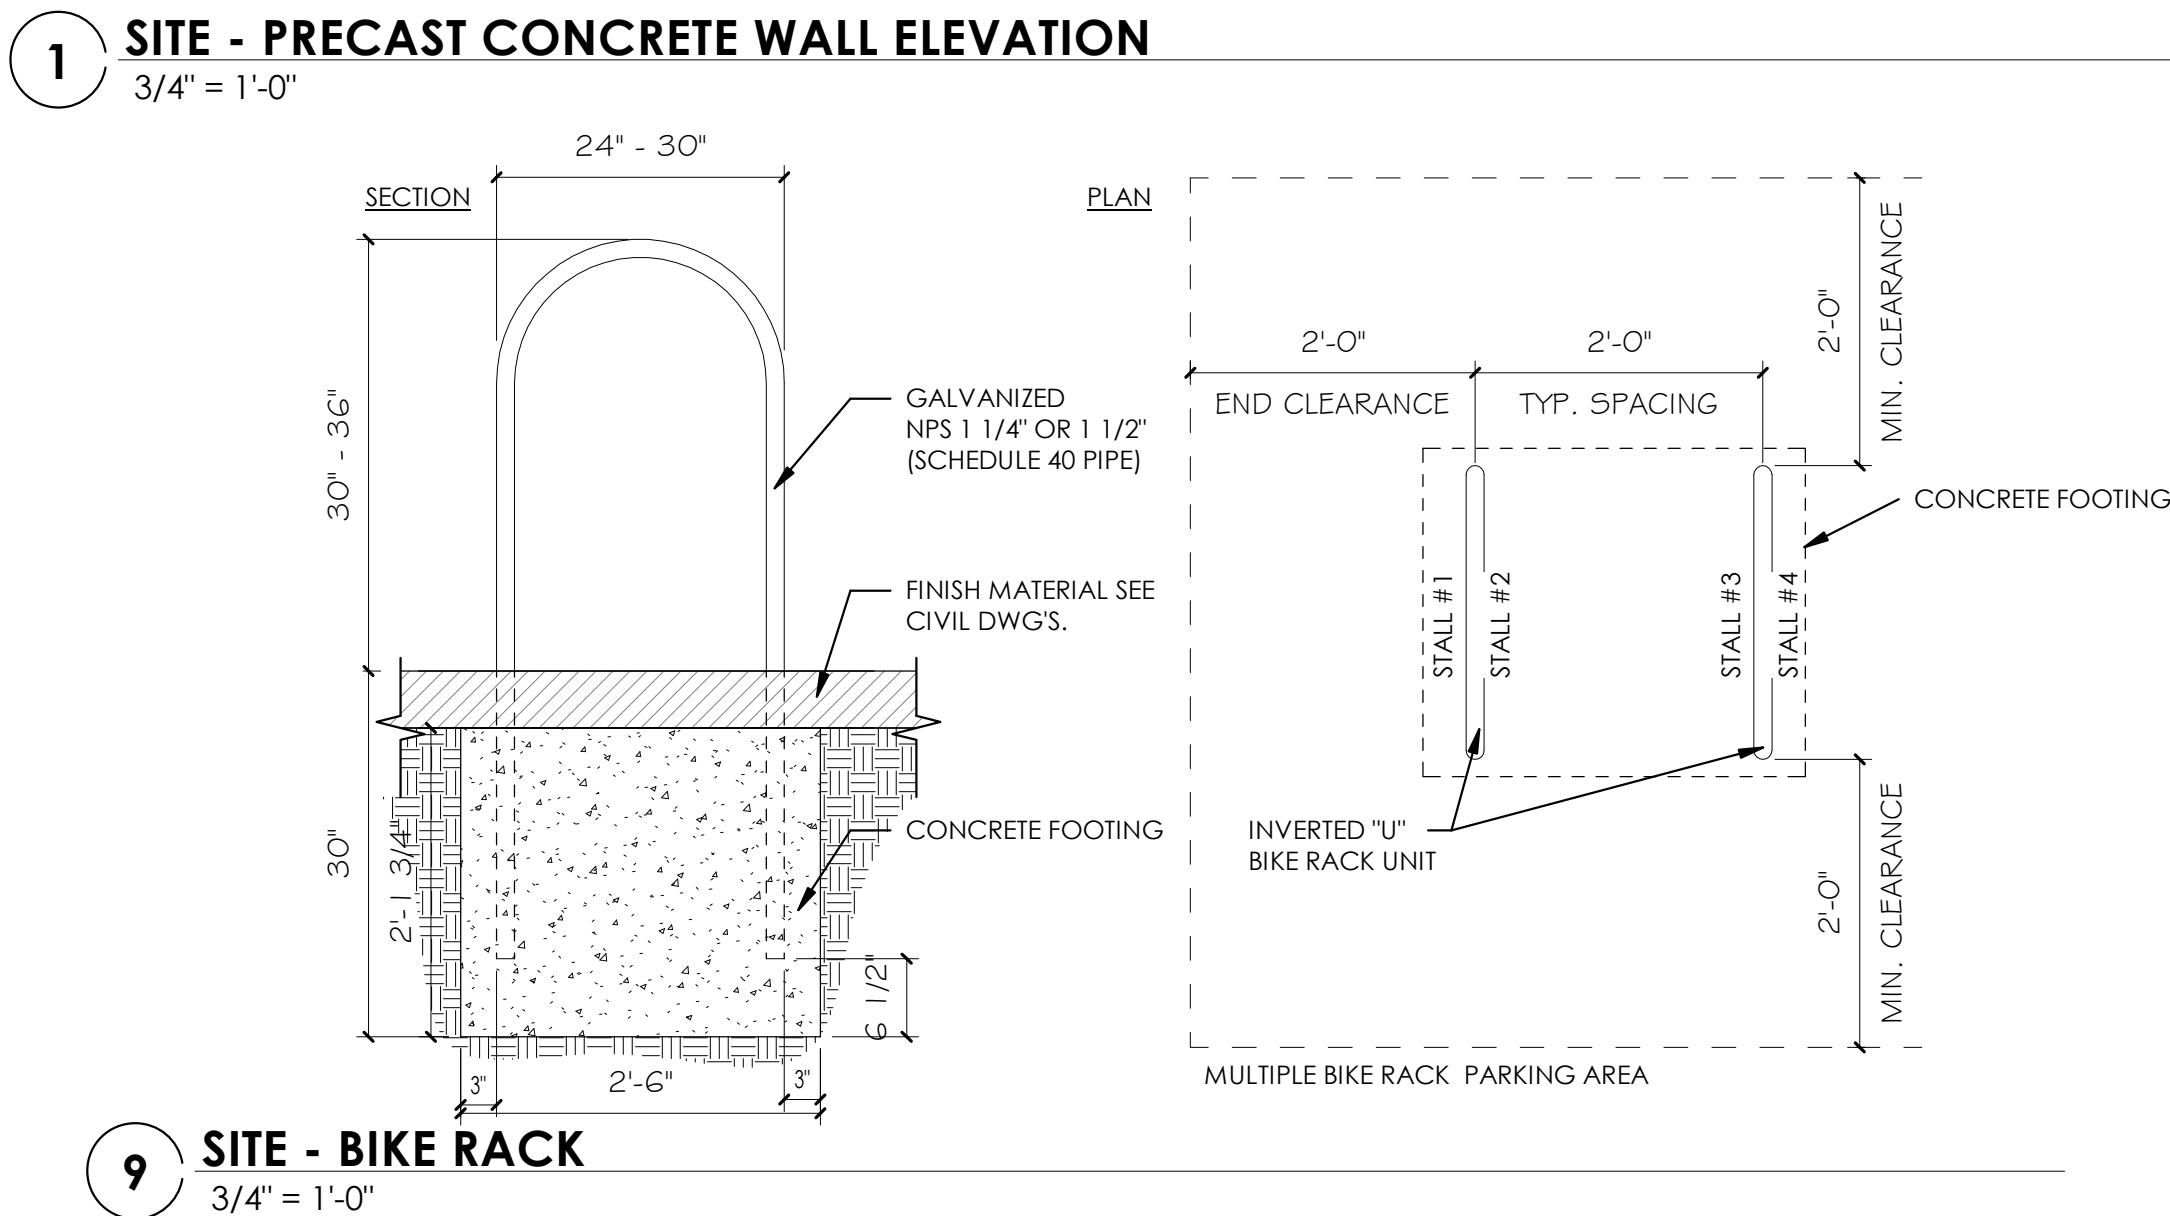 1
SITE - PRECAST CONCRETE WALL ELEVATION
3/4" = 1'-0"
24" - 30"
SECTION
30" - 36"
GALVANIZED
NPS 1 1/4" OR 1 1/2"
(SCHEDULE 40 PIPE)
FINISH MATERIAL SEE
CIVIL DWG'S.
30"
2'-1 3/4"
CONCRETE FOOTING
6 1/2"
3"
2'-6"
3"
PLAN
2'-0"
MIN. CLEARANCE
2'-0"
2'-0"
END CLEARANCE
TYP. SPACING
CONCRETE FOOTING
STALL #1
STALL #2
STALL #3
STALL #4
INVERTED "U"
BIKE RACK UNIT
2'-0"
MIN. CLEARANCE
MULTIPLE BIKE RACK PARKING AREA
9
SITE - BIKE RACK
3/4" = 1'-0"